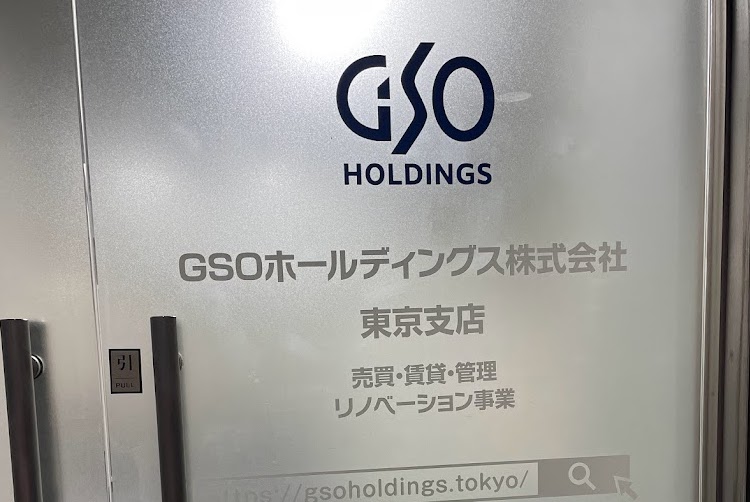 GSO
HOLDINGS
GSOホールディングス株式会社
東京支店
引
PULL
売買・賃貸・管理
リノベーション事業
https://gsoholdings.tokyo/